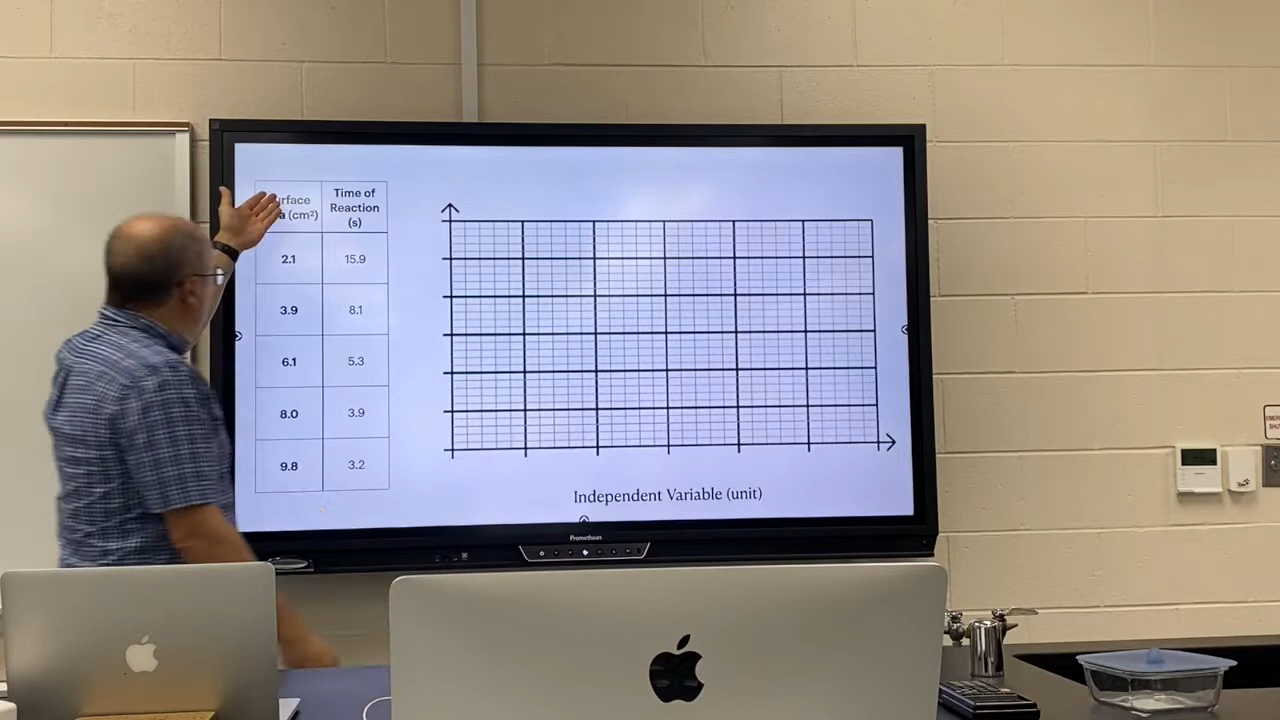 Time of
Reaction
(s)
(cm²)
2.1 15.9
3.9 8.1
6.1 5.3
8.0 3.9
9.8 3.2
Independent Variable (unit)
Promethean